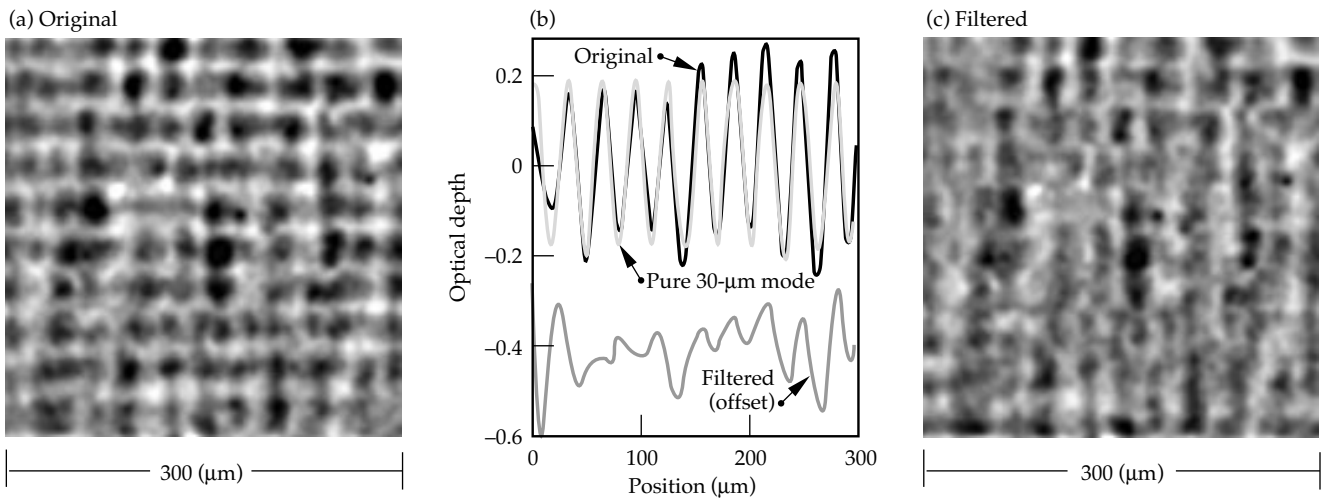 (a) Original
300 (μm)
(b)
Optical depth
0.2
0
−0.2
−0.4
−0.6
Original
Pure 30-μm mode
Filtered
(offset)
0
100
200
300
Position (μm)
(c) Filtered
300 (μm)